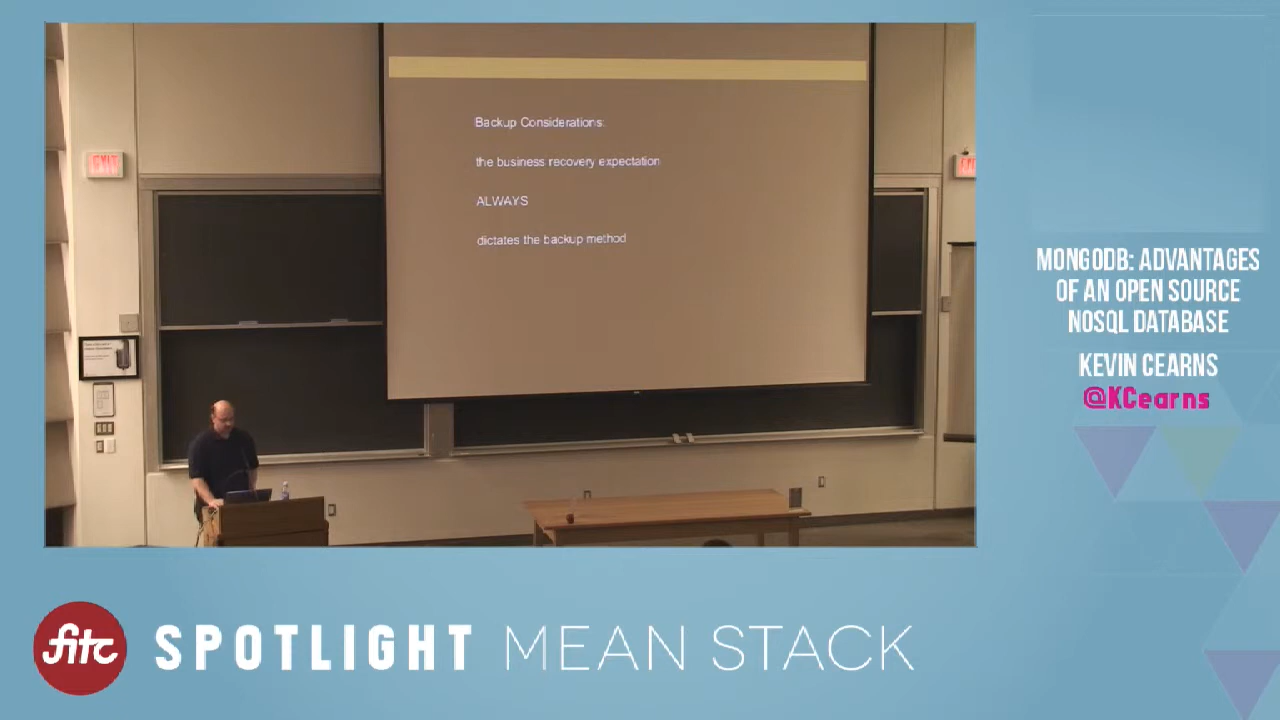 Backup Considerations:
the business recovery expectation
ALWAYS
dictates the backup method
EXIT
MONGODB: ADVANTAGES
OF AN OPEN SOURCE
NOSQL DATABASE
KEVIN CEARNS
@KCearns
fitc
SPOTLIGHT MEAN STACK